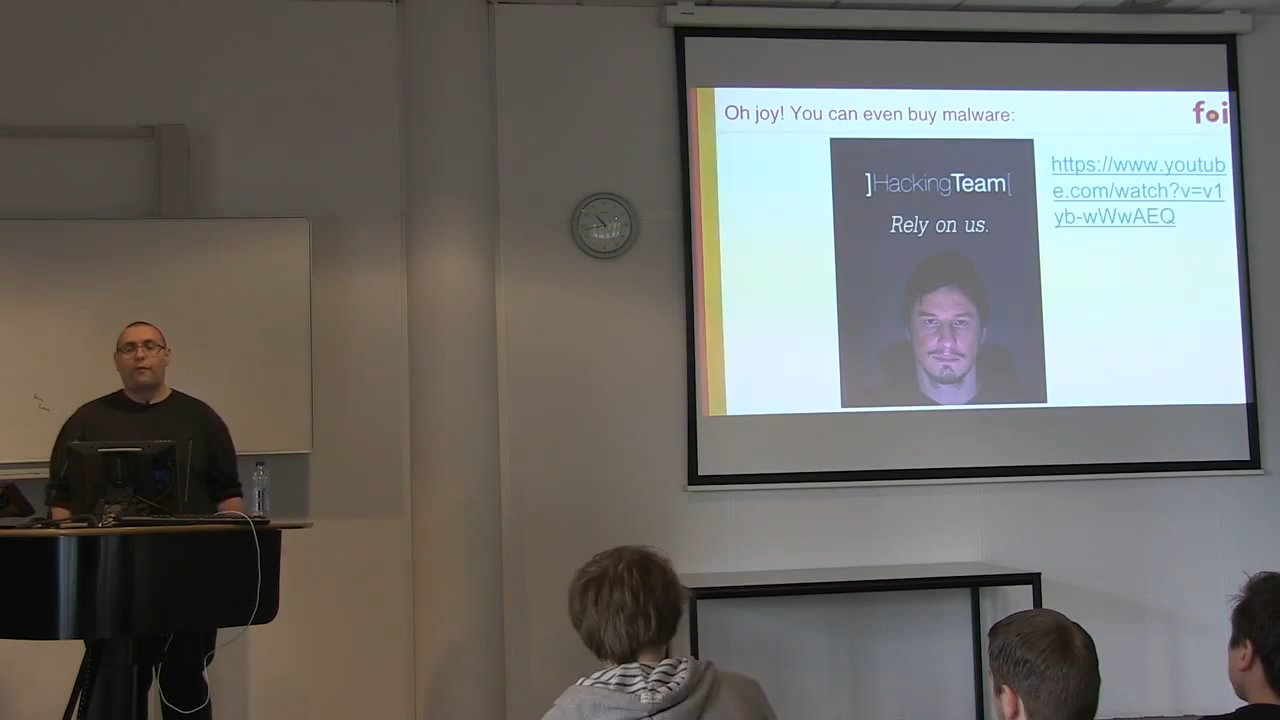 Oh joy! You can even buy malware:
foi
]HackingTeam[
Rely on us.
https://www.youtub
e.com/watch?v=v1
yb-wWwAEQ